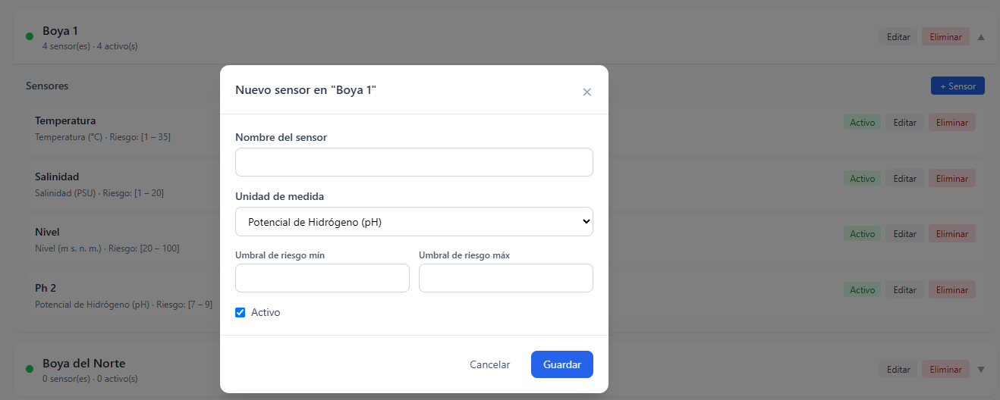 Boya 1
4 sensor(es) · 4 activo(s)
Editar
Eliminar
▲
Sensores
+ Sensor
Nuevo sensor en "Boya 1"
×
Nombre del sensor
Unidad de medida
Potencial de Hidrógeno (pH)
Umbral de riesgo mín
Umbral de riesgo máx
Activo
Cancelar
Guardar
Temperatura
Temperatura (°C) · Riesgo: [1 – 35]
Activo
Editar
Eliminar
Salinidad
Salinidad (PSU) · Riesgo: [1 – 20]
Activo
Editar
Eliminar
Nivel
Nivel (m s. n. m.) · Riesgo: [20 – 100]
Activo
Editar
Eliminar
Ph 2
Potencial de Hidrógeno (pH) · Riesgo: [7 – 9]
Activo
Editar
Eliminar
Boya del Norte
0 sensor(es) · 0 activo(s)
Editar
Eliminar
▼